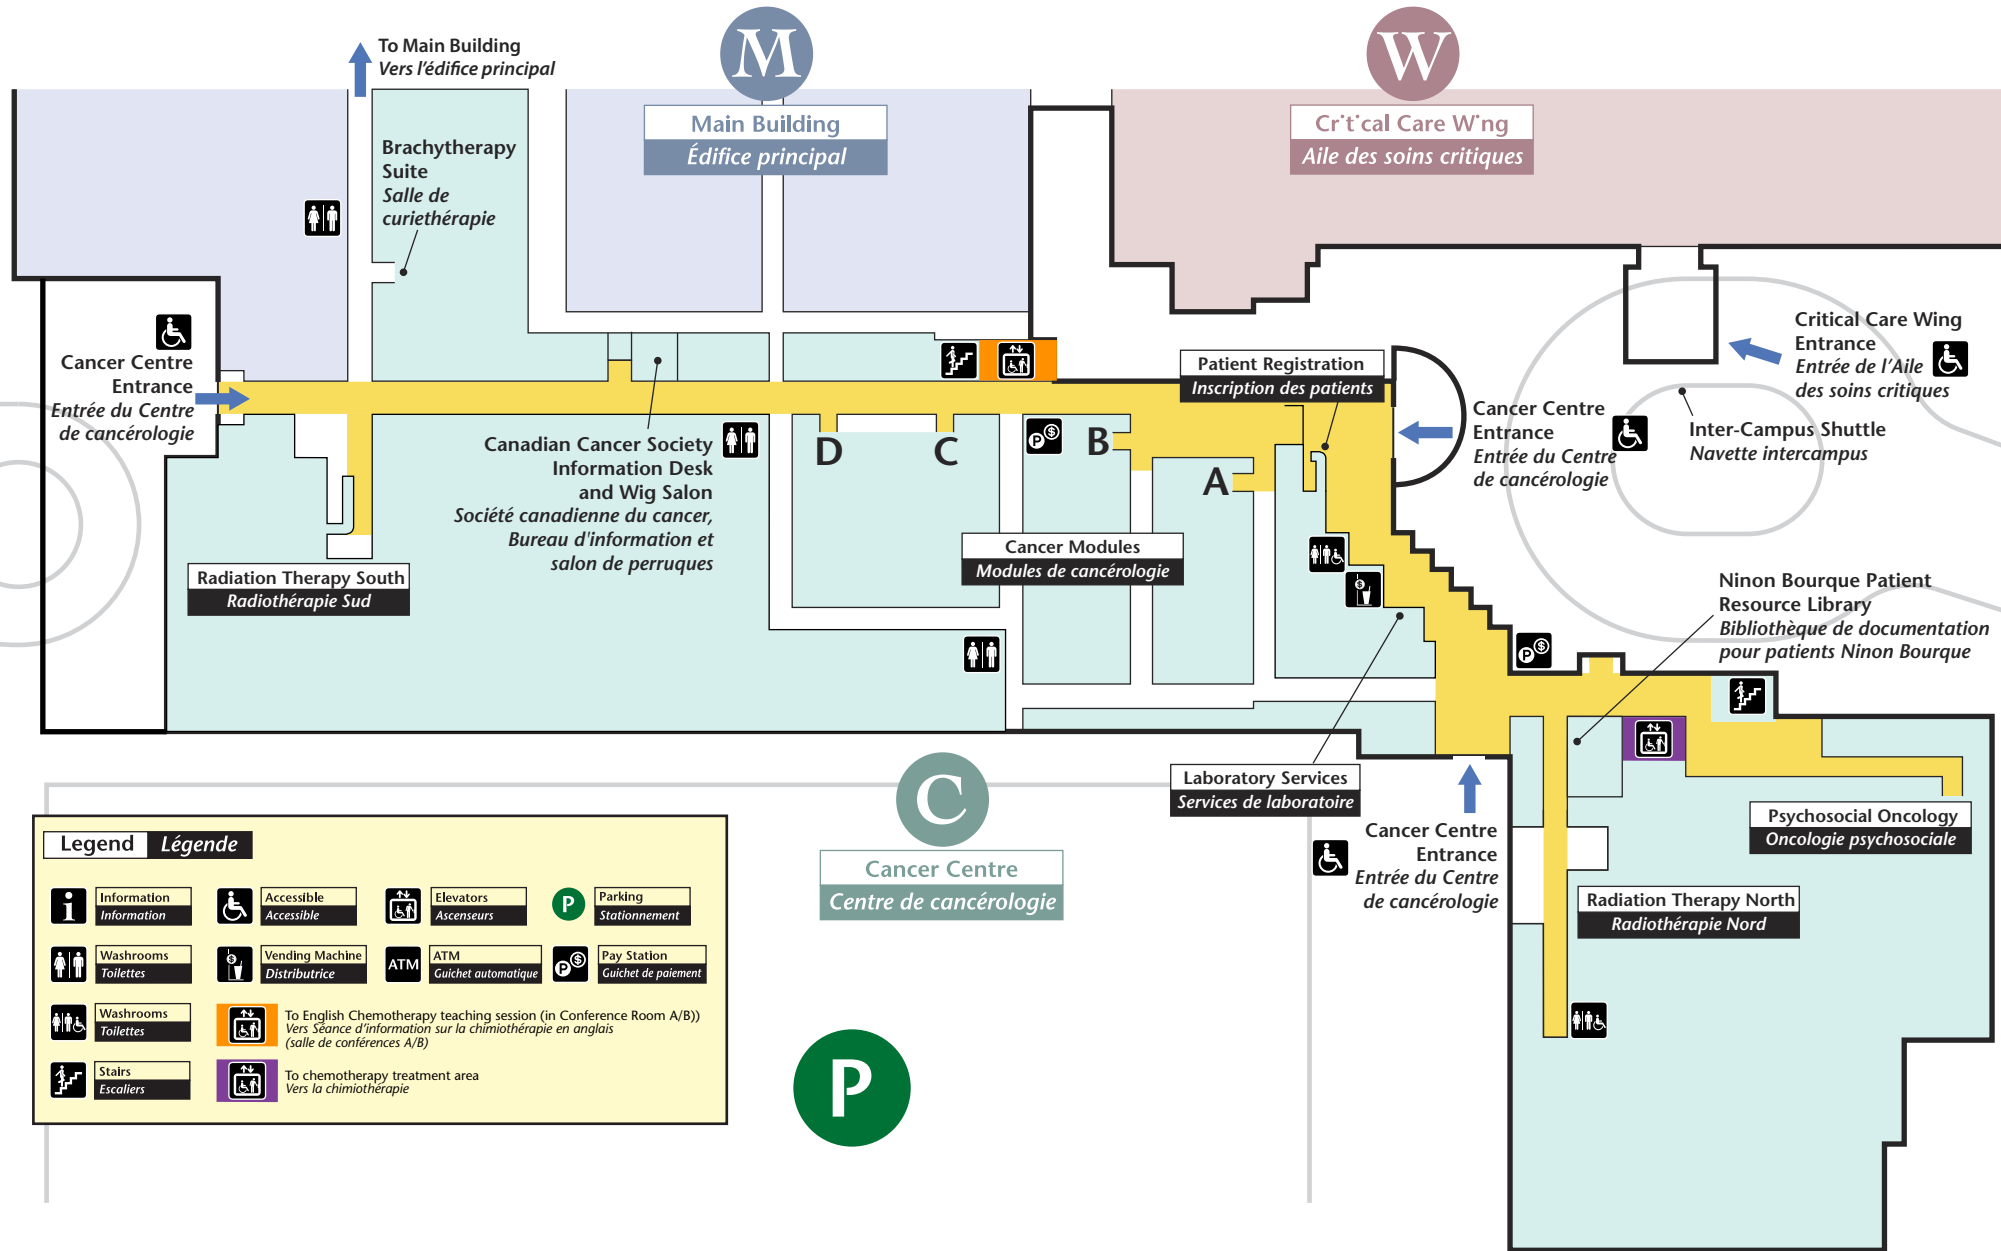 To Main Building
Vers l'édifice principal
M
Main Building
Édifice principal
W
Cr't'cal Care W'ng
Aile des soins critiques
Brachytherapy
Suite
Salle de
curiethérapie
Cancer Centre
Entrance
Entrée du Centre
de cancérologie
Patient Registration
Inscription des patients
Critical Care Wing
Entrance
Entrée de l'Aile
des soins critiques
Cancer Centre
Entrance
Entrée du Centre
de cancérologie
Inter-Campus Shuttle
Navette intercampus
Canadian Cancer Society
Information Desk
and Wig Salon
Société canadienne du cancer,
Bureau d'information et
salon de perruques
D
C
P $
B
A
Cancer Modules
Modules de cancérologie
Radiation Therapy South
Radiothérapie Sud
$
Ninon Bourque Patient
Resource Library
Bibliothèque de documentation
pour patients Ninon Bourque
P $
Laboratory Services
Services de laboratoire
C
Cancer Centre
Centre de cancérologie
Cancer Centre
Entrance
Entrée du Centre
de cancérologie
Psychosocial Oncology
Oncologie psychosociale
Radiation Therapy North
Radiothérapie Nord
P
Legend Légende
i
Information
Information
Accessible
Accessible
Elevators
Ascenseurs
P
Parking
Stationnement
Washrooms
Toilettes
$
Vending Machine
Distributrice
ATM
ATM
Guichet automatique
P $
Pay Station
Guichet de paiement
Washrooms
Toilettes
To English Chemotherapy teaching session (in Conference Room A/B))
Vers Séance d'information sur la chimiothérapie en anglais
(salle de conférences A/B)
Stairs
Escaliers
To chemotherapy treatment area
Vers la chimiothérapie